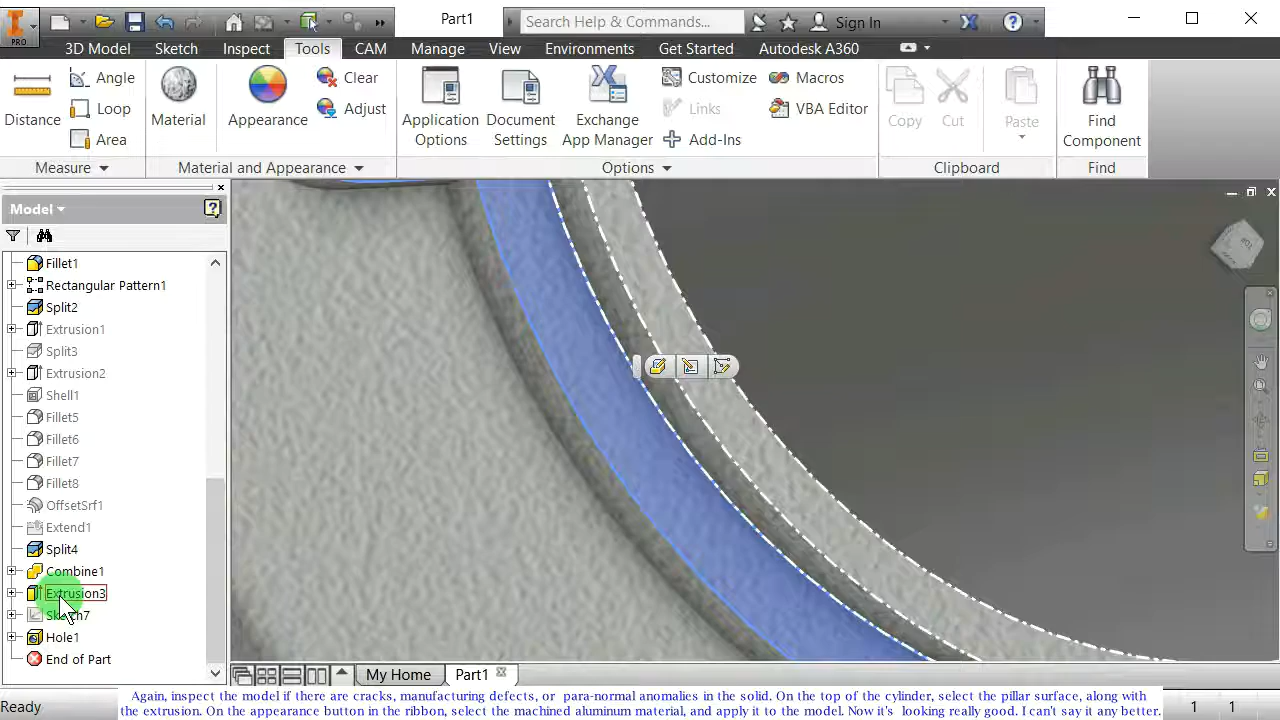 PRO
Part1
Search Help & Commands...
Sign In
3D Model
Sketch
Inspect
Tools
CAM
Manage
View
Environments
Get Started
Autodesk A360
Distance
Angle
Loop
Area
Material
Appearance
Clear
Adjust
Application Options
Document Settings
Exchange App Manager
Customize
Links
Add-Ins
Macros
VBA Editor
Copy
Cut
Paste
Find Component
Measure
Material and Appearance
Options
Clipboard
Find
Model
Fillet1
Rectangular Pattern1
Split2
Extrusion1
Split3
Extrusion2
Shell1
Fillet5
Fillet6
Fillet7
Fillet8
OffsetSrf1
Extend1
Split4
Combine1
Extrusion3
Sketch7
Hole1
End of Part
My Home
Part1
Again, inspect the model if there are cracks, manufacturing defects, or para-normal anomalies in the solid. On the top of the cylinder, select the pillar surface, along with
the extrusion. On the appearance button in the ribbon, select the machined aluminum material, and apply it to the model. Now it's looking really good. I can't say it any better.
Ready
1 1